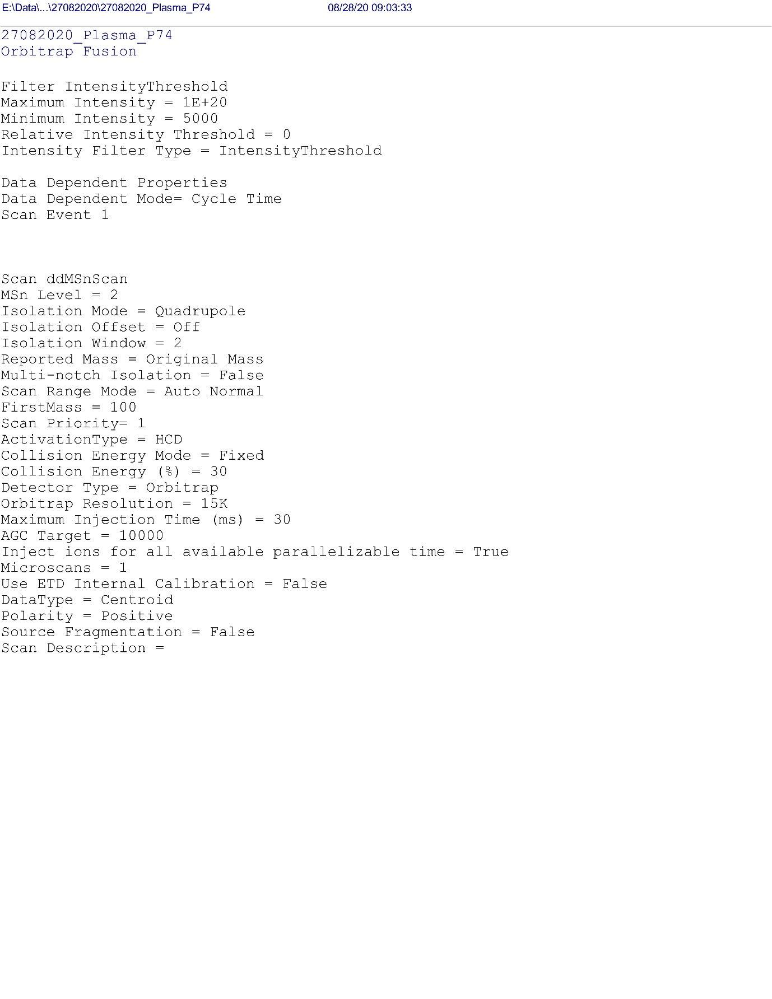 E:\Data\...\27082020\27082020_Plasma_P74 08/28/20 09:03:33
27082020_Plasma_P74
Orbitrap Fusion
Filter IntensityThreshold
Maximum Intensity = 1E+20
Minimum Intensity = 5000
Relative Intensity Threshold = 0
Intensity Filter Type = IntensityThreshold
Data Dependent Properties
Data Dependent Mode= Cycle Time
Scan Event 1
Scan ddMSnScan
MSn Level = 2
Isolation Mode = Quadrupole
Isolation Offset = Off
Isolation Window = 2
Reported Mass = Original Mass
Multi-notch Isolation = False
Scan Range Mode = Auto Normal
FirstMass = 100
Scan Priority= 1
ActivationType = HCD
Collision Energy Mode = Fixed
Collision Energy (%) = 30
Detector Type = Orbitrap
Orbitrap Resolution = 15K
Maximum Injection Time (ms) = 30
AGC Target = 10000
Inject ions for all available parallelizable time = True
Microscans = 1
Use ETD Internal Calibration = False
DataType = Centroid
Polarity = Positive
Source Fragmentation = False
Scan Description =